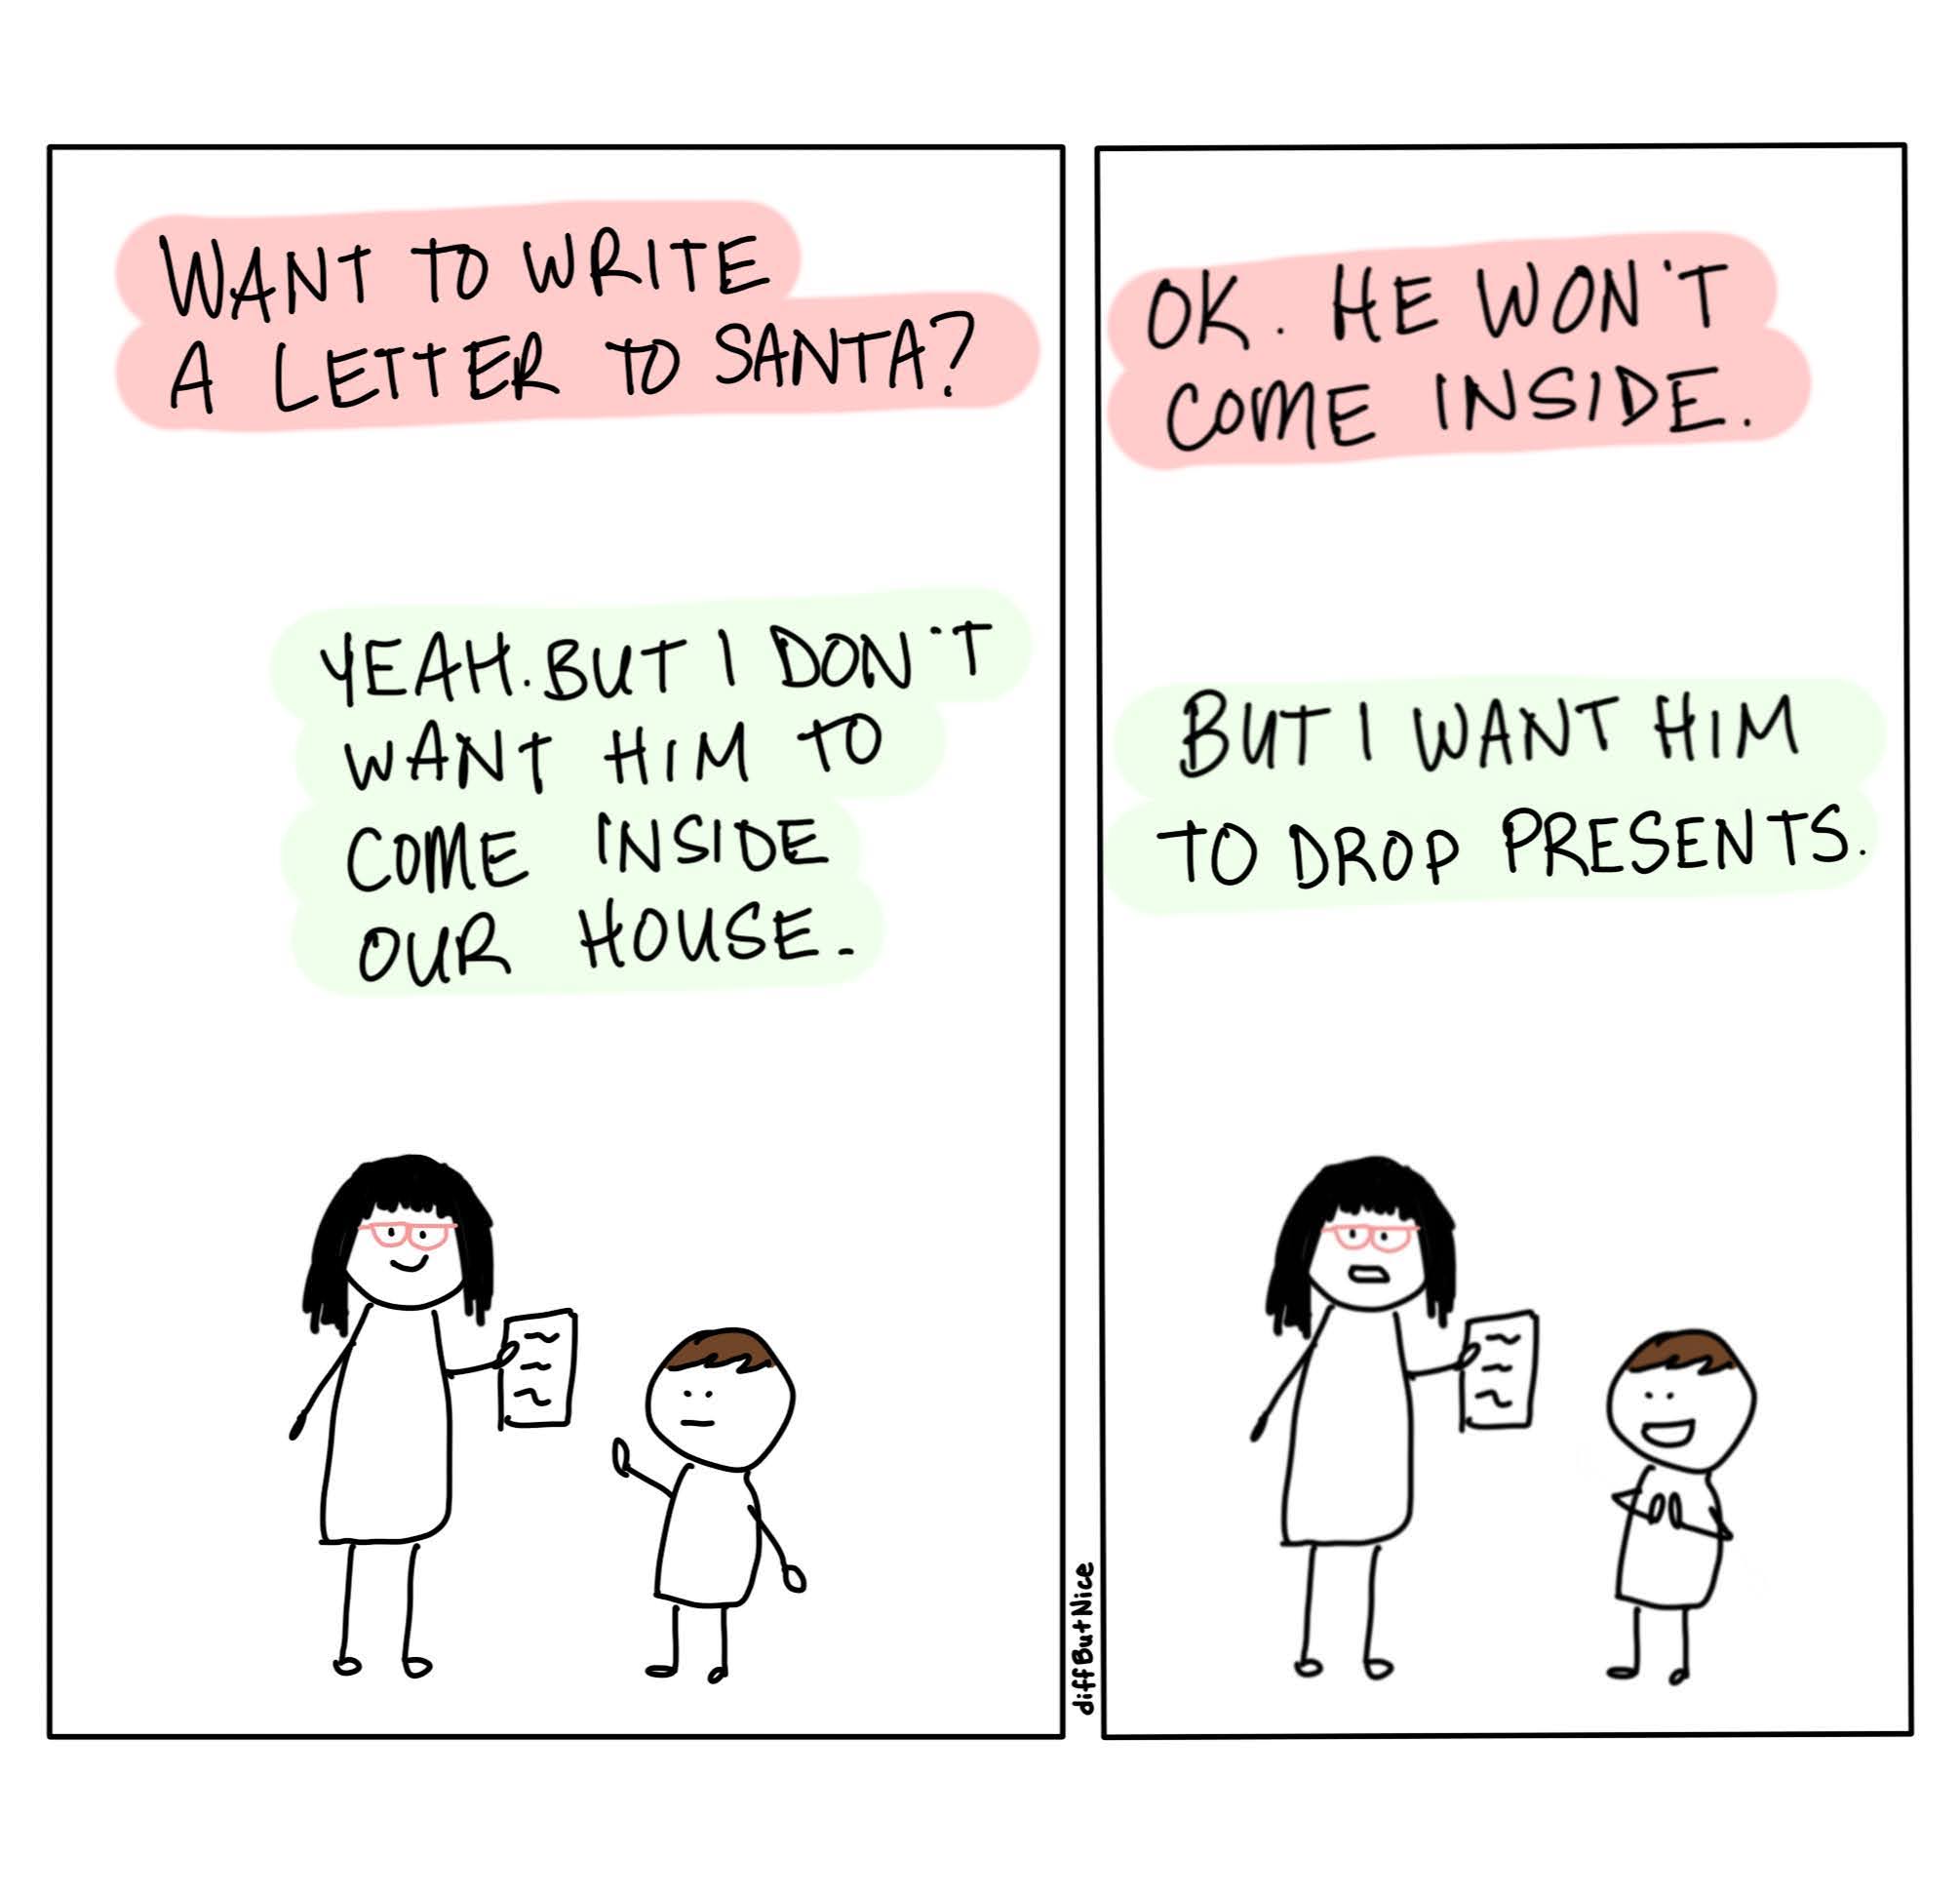 WANT TO WRITE
A LETTER TO SANTA?
YEAH. BUT I DON'T
WANT HIM TO
COME INSIDE
OUR HOUSE.
diffButNice
OK. HE WON'T
COME INSIDE.
BUT I WANT HIM
TO DROP PRESENTS.